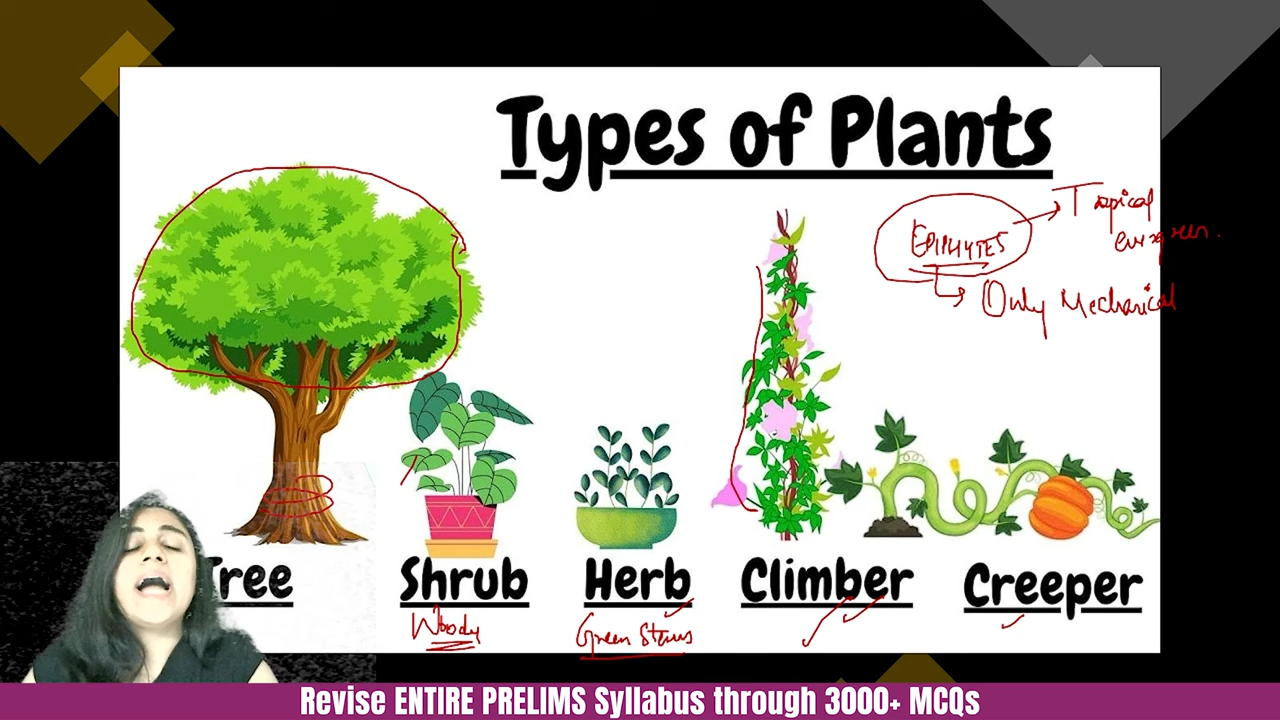 Types of Plants
EPIPHYTES
Tropical
evergreen.
Only Mechanical
Tree
Shrub
Herb
Climber
Creeper
Woody
Green Stems
Revise ENTIRE PRELIMS Syllabus through 3000+ MCQs